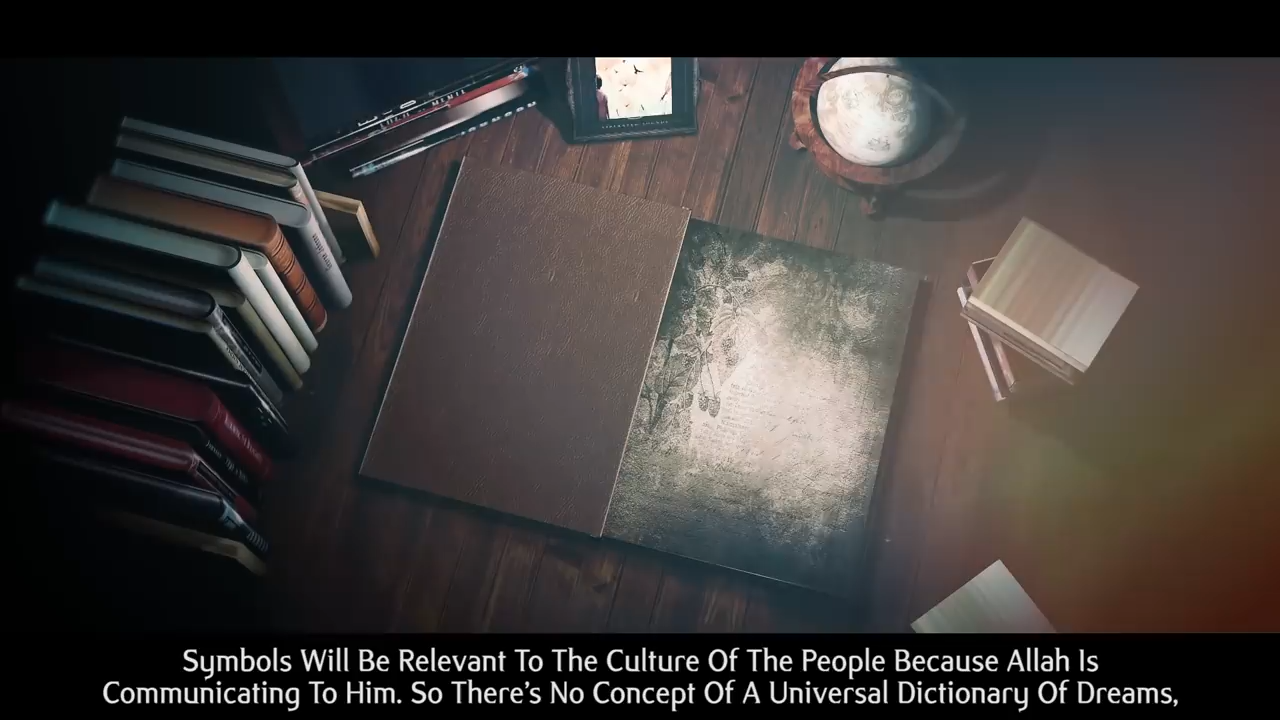 Symbols Will Be Relevant To The Culture Of The People Because Allah Is
Communicating To Him. So There's No Concept Of A Universal Dictionary Of Dreams,